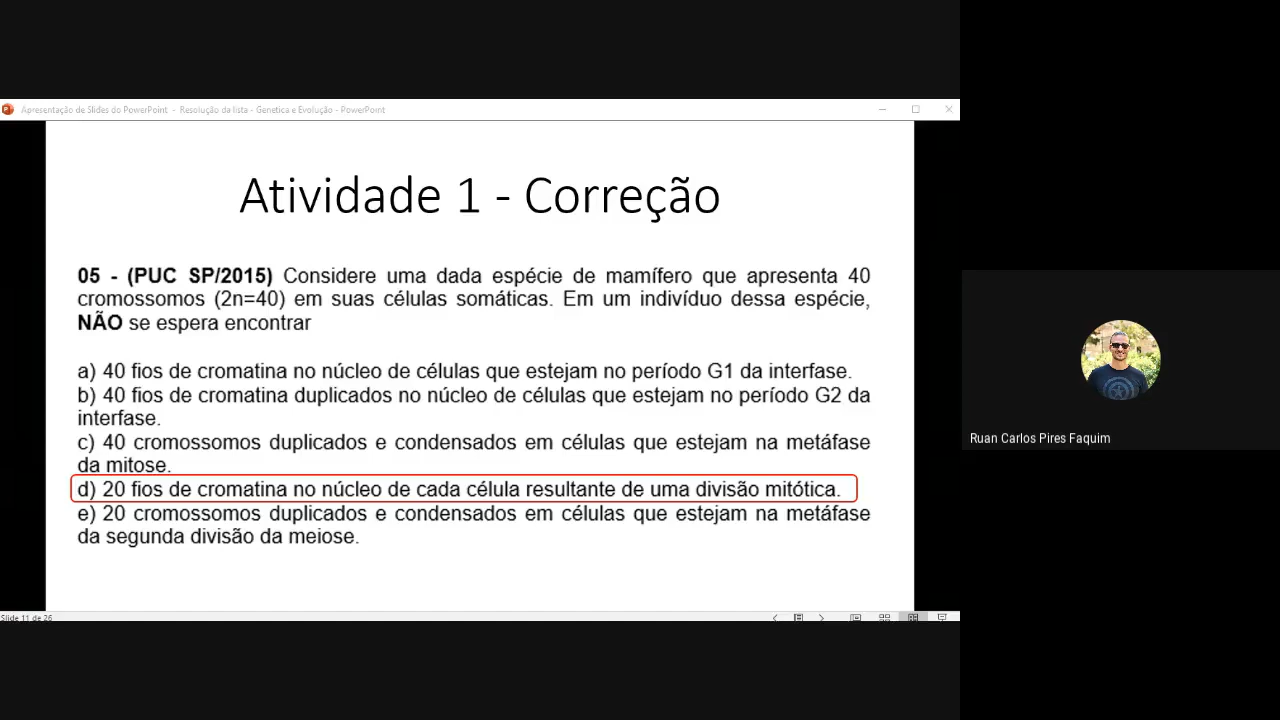 Apresentação de Slides do PowerPoint - Resolução da lista - Genetica e Evolução - PowerPoint
Atividade 1 - Correção
05 - (PUC SP/2015) Considere uma dada espécie de mamífero que apresenta 40
cromossomos (2n=40) em suas células somáticas. Em um indivíduo dessa espécie,
NÃO se espera encontrar
a) 40 fios de cromatina no núcleo de células que estejam no período G1 da interfase.
b) 40 fios de cromatina duplicados no núcleo de células que estejam no período G2 da
interfase.
c) 40 cromossomos duplicados e condensados em células que estejam na metáfase
da mitose.
d) 20 fios de cromatina no núcleo de cada célula resultante de uma divisão mitótica.
e) 20 cromossomos duplicados e condensados em células que estejam na metáfase
da segunda divisão da meiose.
Slide 11 de 26
Ruan Carlos Pires Faquim